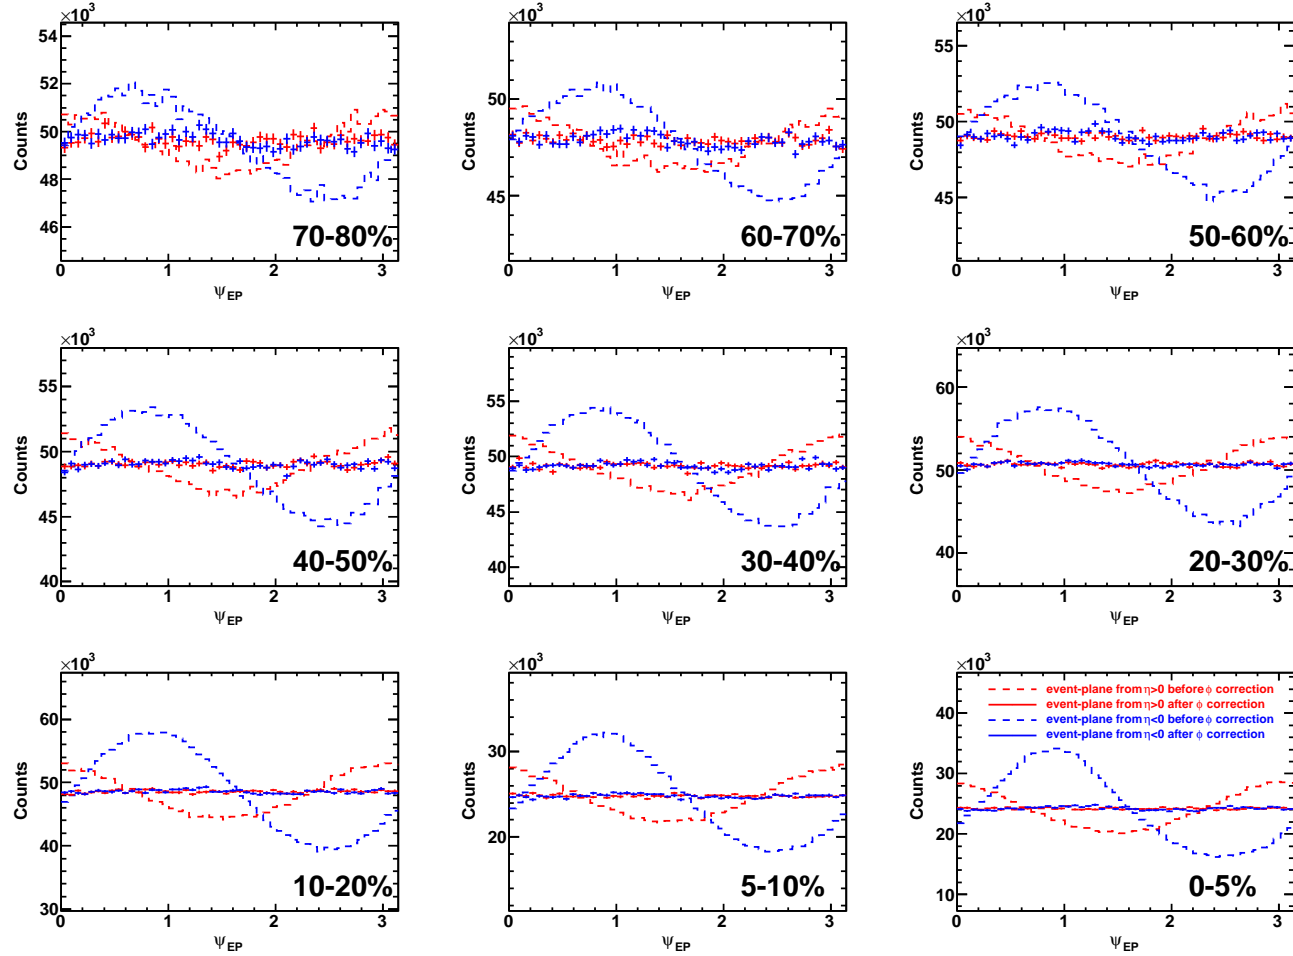 ×10³ ×10³ ×10³
54
52
50
48
46
Counts
70-80%
0 1 2 3
ψEP
50
45
Counts
60-70%
0 1 2 3
ψEP
55
50
45
Counts
50-60%
0 1 2 3
ψEP
×10³ ×10³ ×10³
55
50
45
40
Counts
40-50%
0 1 2 3
ψEP
55
50
45
40
Counts
30-40%
0 1 2 3
ψEP
60
50
40
Counts
20-30%
0 1 2 3
ψEP
×10³ ×10³ ×10³
60
50
40
30
Counts
10-20%
0 1 2 3
ψEP
30
20
Counts
5-10%
0 1 2 3
ψEP
40
30
20
10
Counts
event-plane from η>0 before ϕ correction
event-plane from η>0 after ϕ correction
event-plane from η<0 before ϕ correction
event-plane from η<0 after ϕ correction
0-5%
0 1 2 3
ψEP